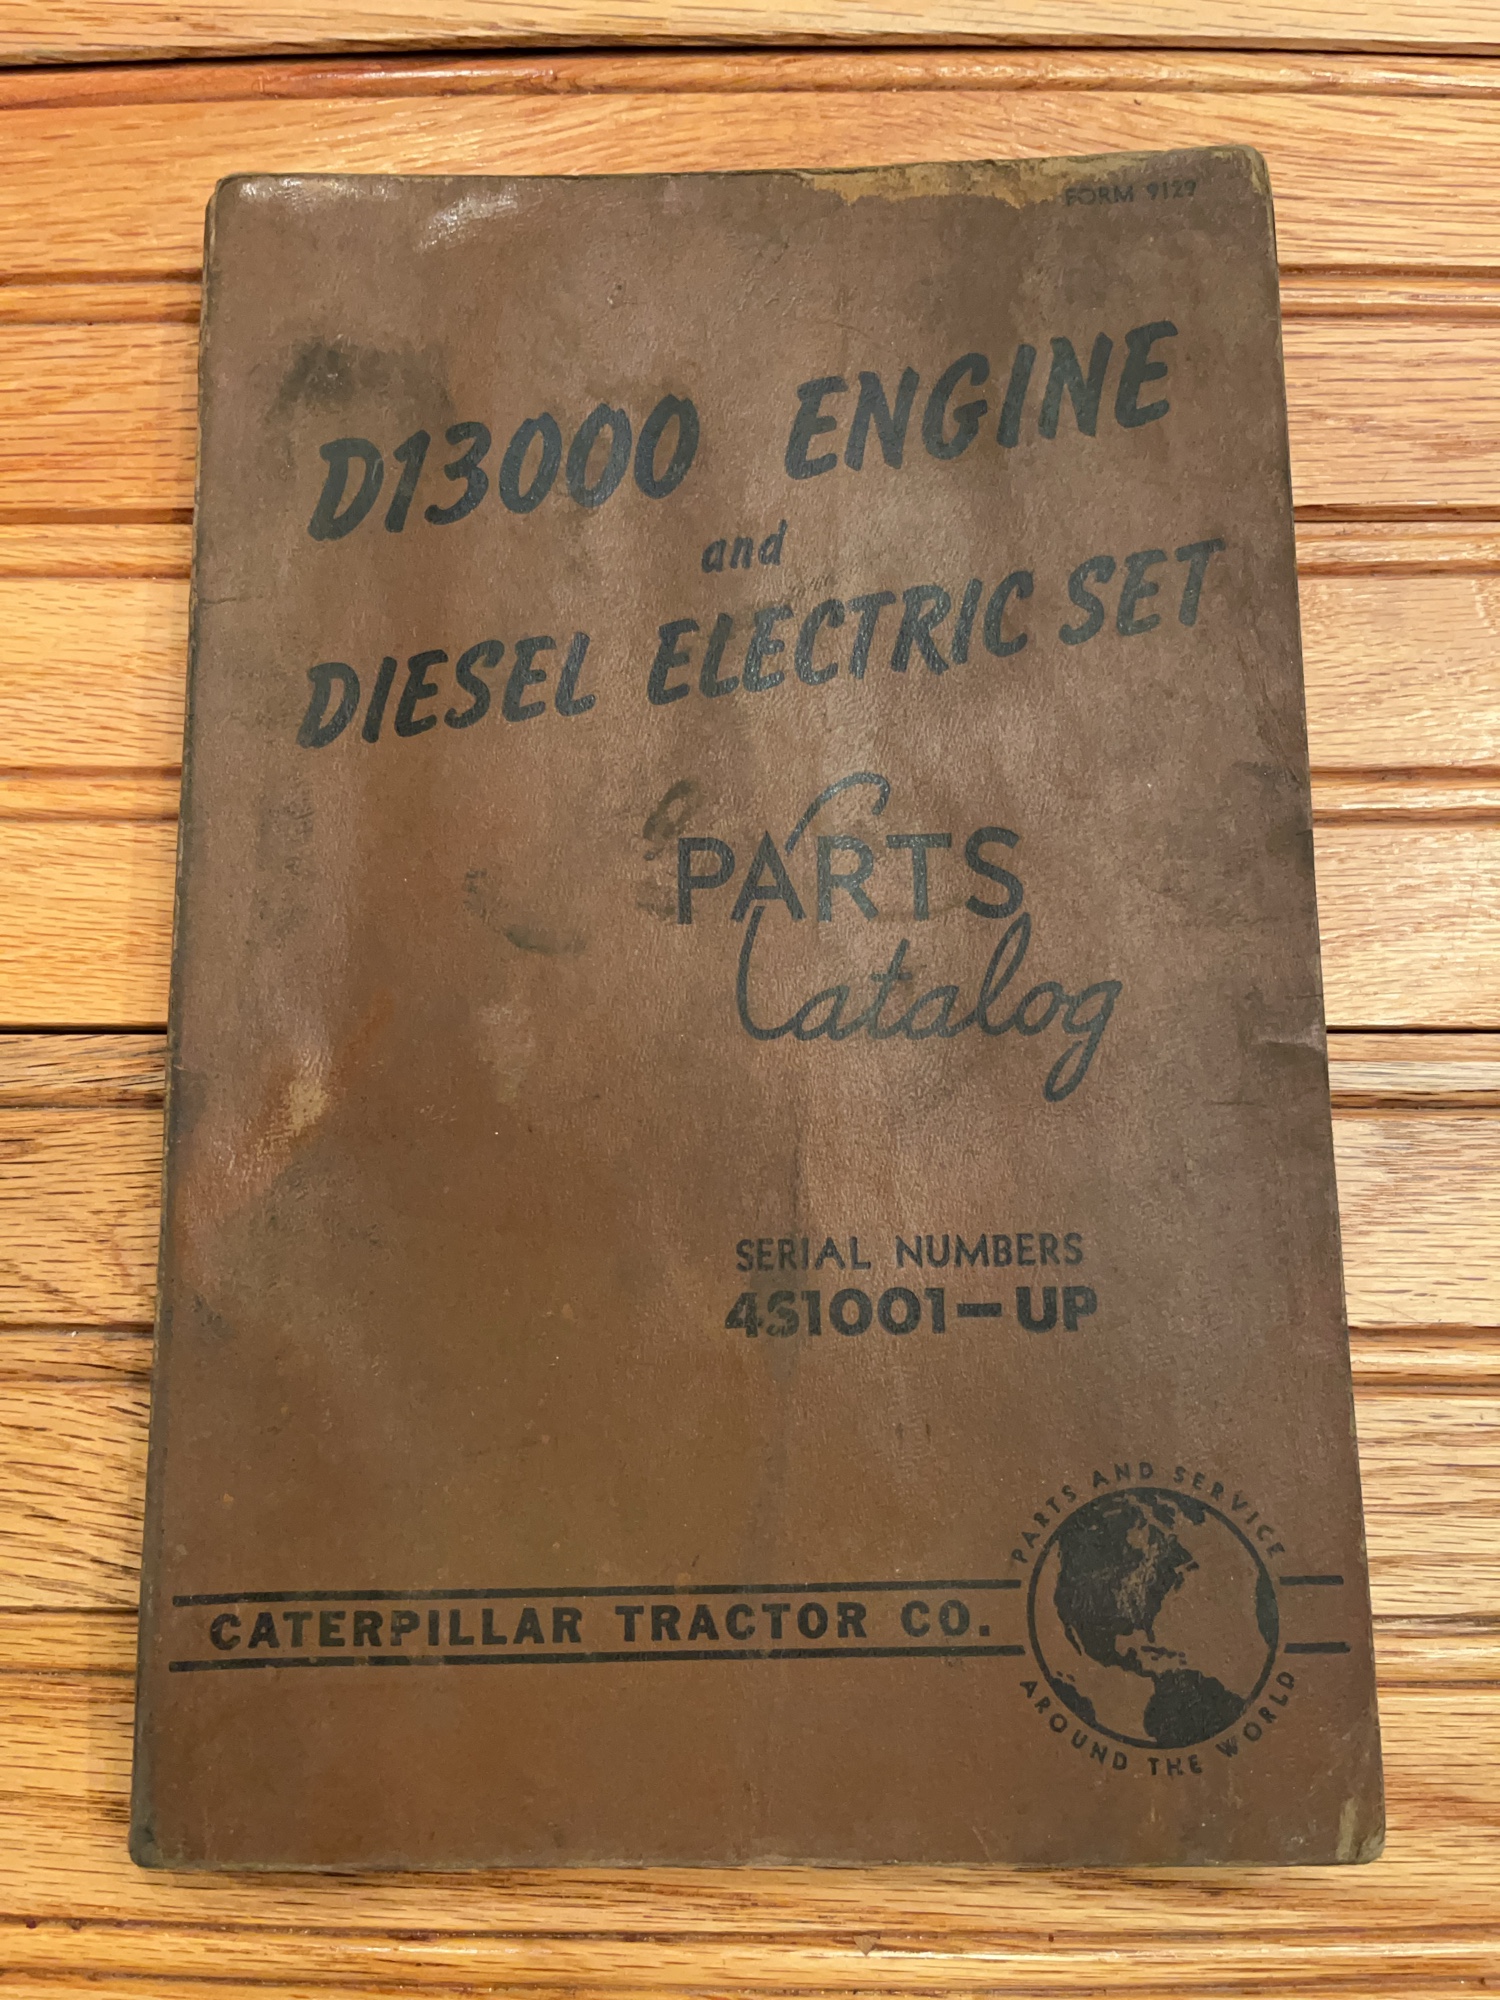 FORM 9129
D13000 ENGINE
and
DIESEL ELECTRIC SET
PARTS
Catalog
SERIAL NUMBERS
4S1001-UP
CATERPILLAR TRACTOR CO.
PARTS AND SERVICE
AROUND THE WORLD